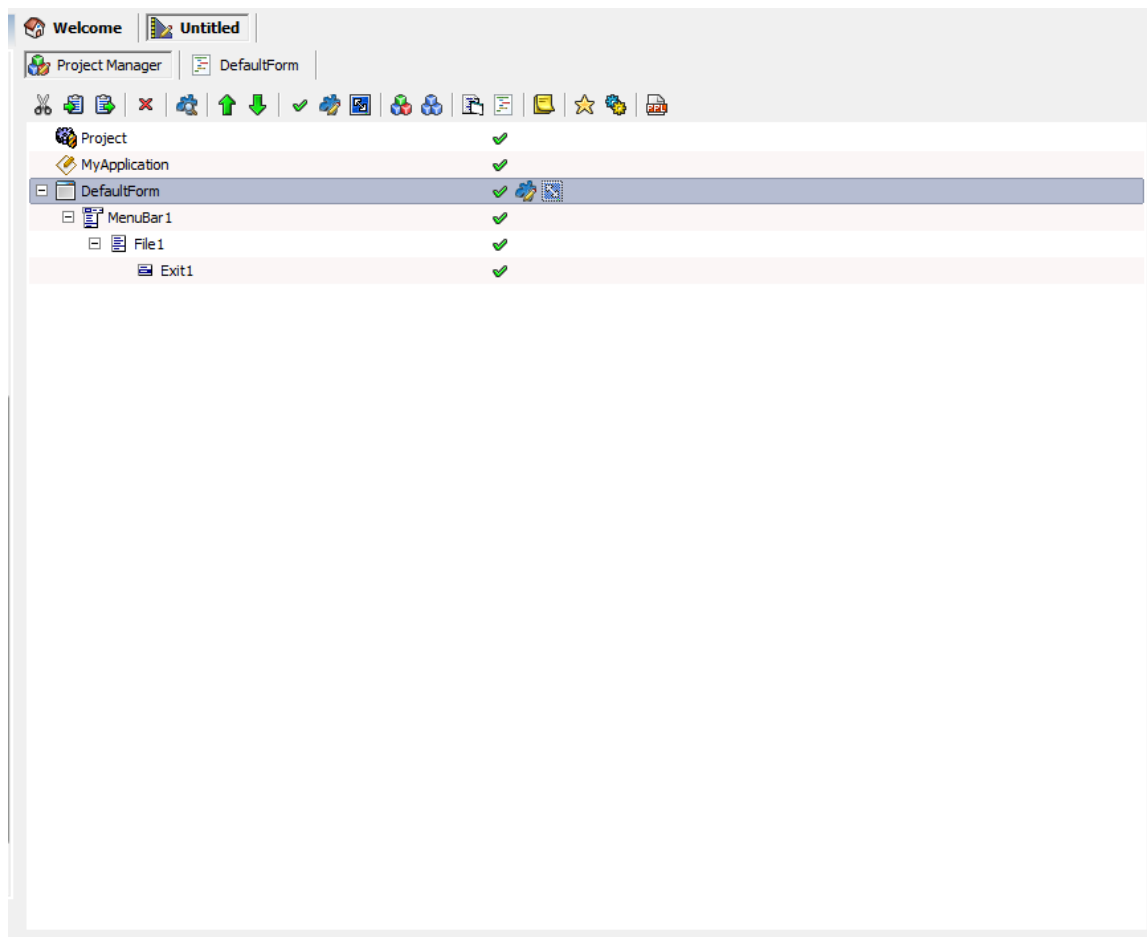 Welcome Untitled
Project Manager DefaultForm
Project
MyApplication
DefaultForm
MenuBar1
File1
Exit1